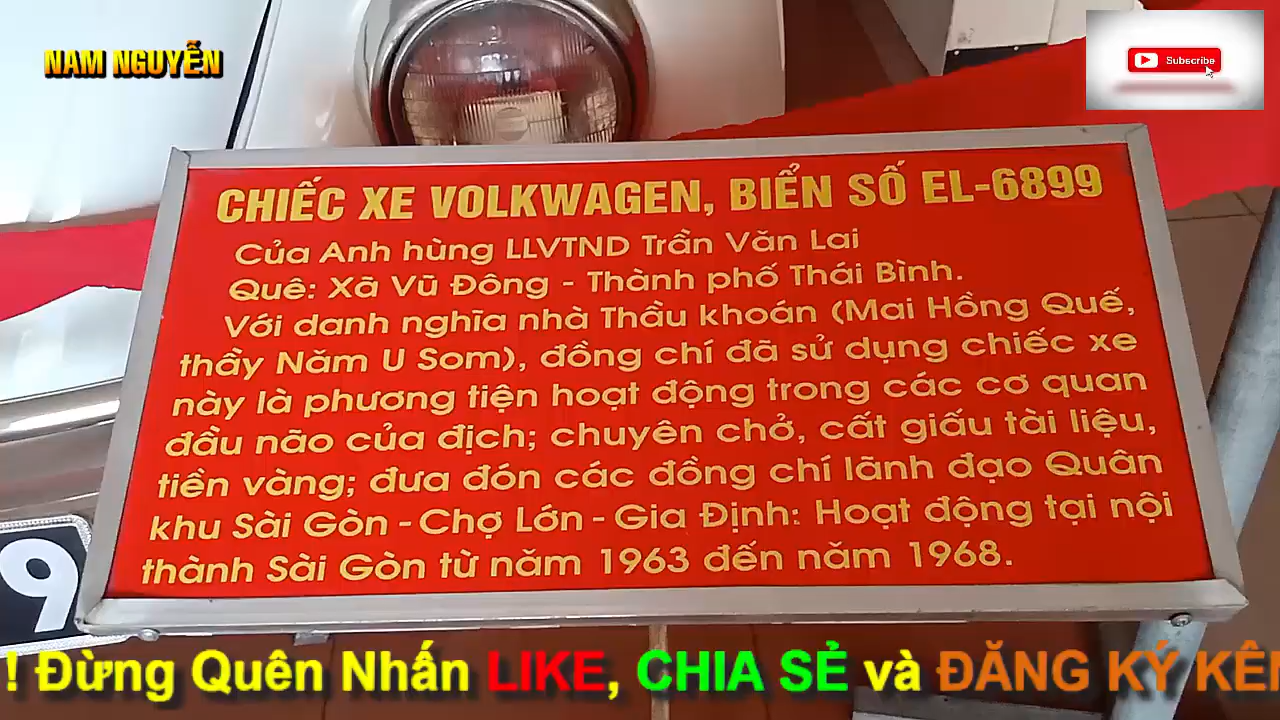 NAM NGUYỄN
Subscribe
CHIẾC XE VOLKWAGEN, BIỂN SỐ EL-6899
Của Anh hùng LLVTND Trần Văn Lai
Quê: Xã Vũ Đông - Thành phố Thái Bình.
Với danh nghĩa nhà Thầu khoán (Mai Hồng Quế,
thầy Năm U Som), đồng chí đã sử dụng chiếc xe
này là phương tiện hoạt động trong các cơ quan
đầu não của địch; chuyên chở, cất giấu tài liệu,
tiền vàng; đưa đón các đồng chí lãnh đạo Quân
khu Sài Gòn - Chợ Lớn - Gia Định: Hoạt động tại nội
thành Sài Gòn từ năm 1963 đến năm 1968.
9
! Đừng Quên Nhấn LIKE, CHIA SẺ và ĐĂNG KÝ